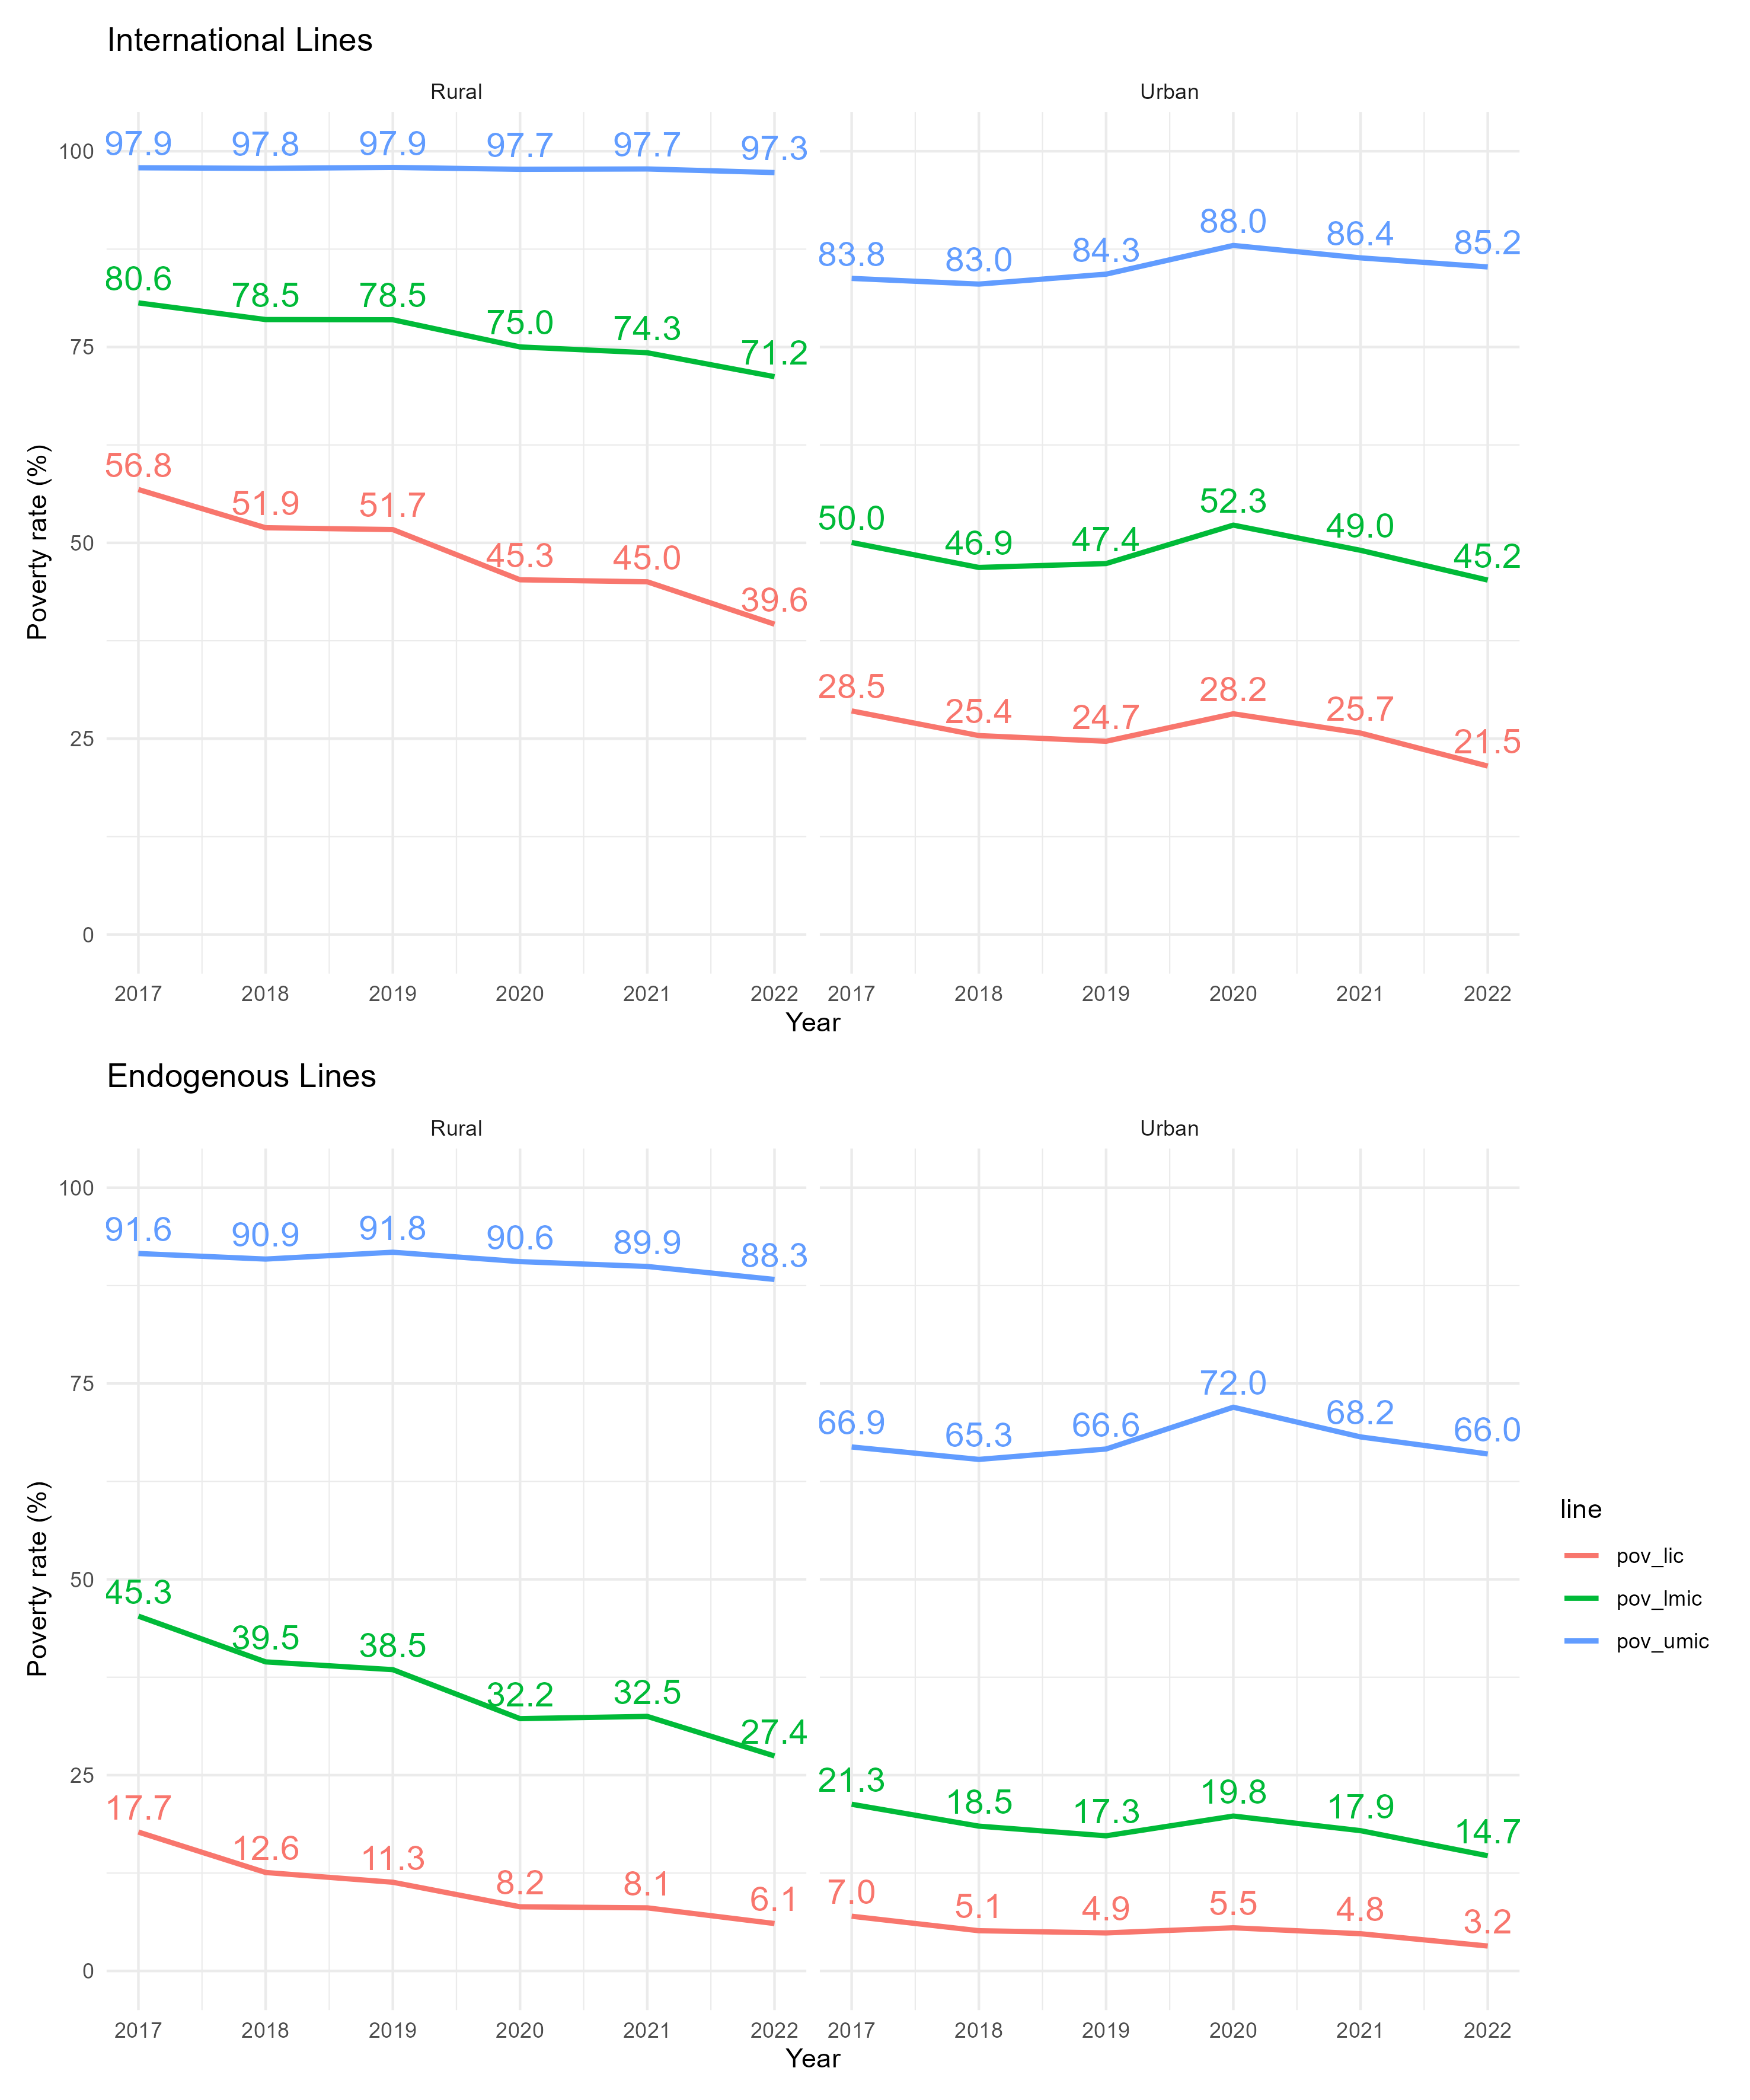 International Lines
Rural Urban
97.9 97.8 97.9 97.7 97.7 97.3
83.8 83.0 84.3 88.0 86.4 85.2
80.6 78.5 78.5 75.0 74.3 71.2
50.0 46.9 47.4 52.3 49.0 45.2
56.8 51.9 51.7 45.3 45.0 39.6
28.5 25.4 24.7 28.2 25.7 21.5
100
75
50
25
0
Poverty rate (%)
2017 2018 2019 2020 2021 2022 2017 2018 2019 2020 2021 2022
Year
Endogenous Lines
Rural Urban
91.6 90.9 91.8 90.6 89.9 88.3
66.9 65.3 66.6 72.0 68.2 66.0
45.3 39.5 38.5 32.2 32.5 27.4
21.3 18.5 17.3 19.8 17.9 14.7
17.7 12.6 11.3 8.2 8.1 6.1
7.0 5.1 4.9 5.5 4.8 3.2
100
75
50
25
0
Poverty rate (%)
2017 2018 2019 2020 2021 2022 2017 2018 2019 2020 2021 2022
Year
line
pov_lic
pov_lmic
pov_umic